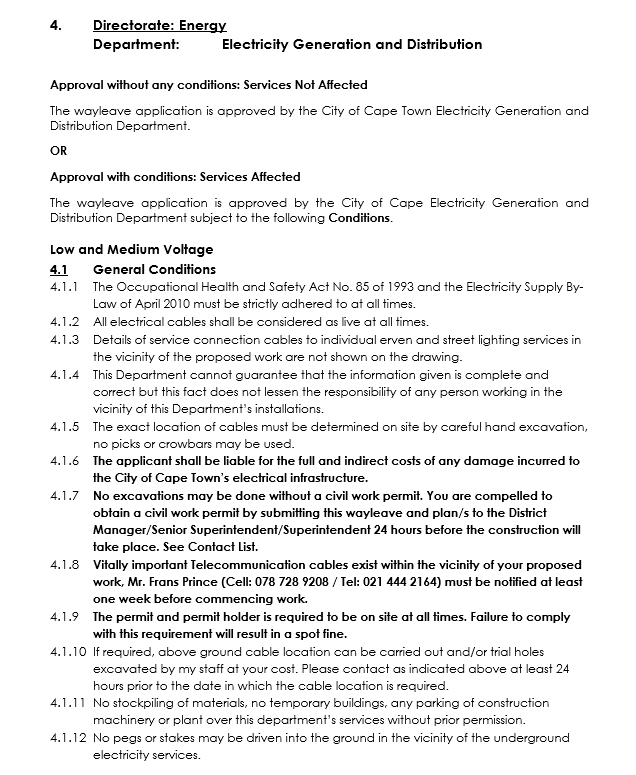 4. Directorate: Energy
Department: Electricity Generation and Distribution
Approval without any conditions: Services Not Affected
The wayleave application is approved by the City of Cape Town Electricity Generation and
Distribution Department.
OR
Approval with conditions: Services Affected
The wayleave application is approved by the City of Cape Electricity Generation and
Distribution Department subject to the following Conditions.
Low and Medium Voltage
4.1 General Conditions
4.1.1 The Occupational Health and Safety Act No. 85 of 1993 and the Electricity Supply By-
Law of April 2010 must be strictly adhered to at all times.
4.1.2 All electrical cables shall be considered as live at all times.
4.1.3 Details of service connection cables to individual erven and street lighting services in
the vicinity of the proposed work are not shown on the drawing.
4.1.4 This Department cannot guarantee that the information given is complete and
correct but this fact does not lessen the responsibility of any person working in the
vicinity of this Department's installations.
4.1.5 The exact location of cables must be determined on site by careful hand excavation,
no picks or crowbars may be used.
4.1.6 The applicant shall be liable for the full and indirect costs of any damage incurred to
the City of Cape Town's electrical infrastructure.
4.1.7 No excavations may be done without a civil work permit. You are compelled to
obtain a civil work permit by submitting this wayleave and plan/s to the District
Manager/Senior Superintendent/Superintendent 24 hours before the construction will
take place. See Contact List.
4.1.8 Vitally important Telecommunication cables exist within the vicinity of your proposed
work, Mr. Frans Prince (Cell: 078 728 9208 / Tel: 021 444 2164) must be notified at least
one week before commencing work.
4.1.9 The permit and permit holder is required to be on site at all times. Failure to comply
with this requirement will result in a spot fine.
4.1.10 If required, above ground cable location can be carried out and/or trial holes
excavated by my staff at your cost. Please contact as indicated above at least 24
hours prior to the date in which the cable location is required.
4.1.11 No stockpiling of materials, no temporary buildings, any parking of construction
machinery or plant over this department's services without prior permission.
4.1.12 No pegs or stakes may be driven into the ground in the vicinity of the underground
electricity services.